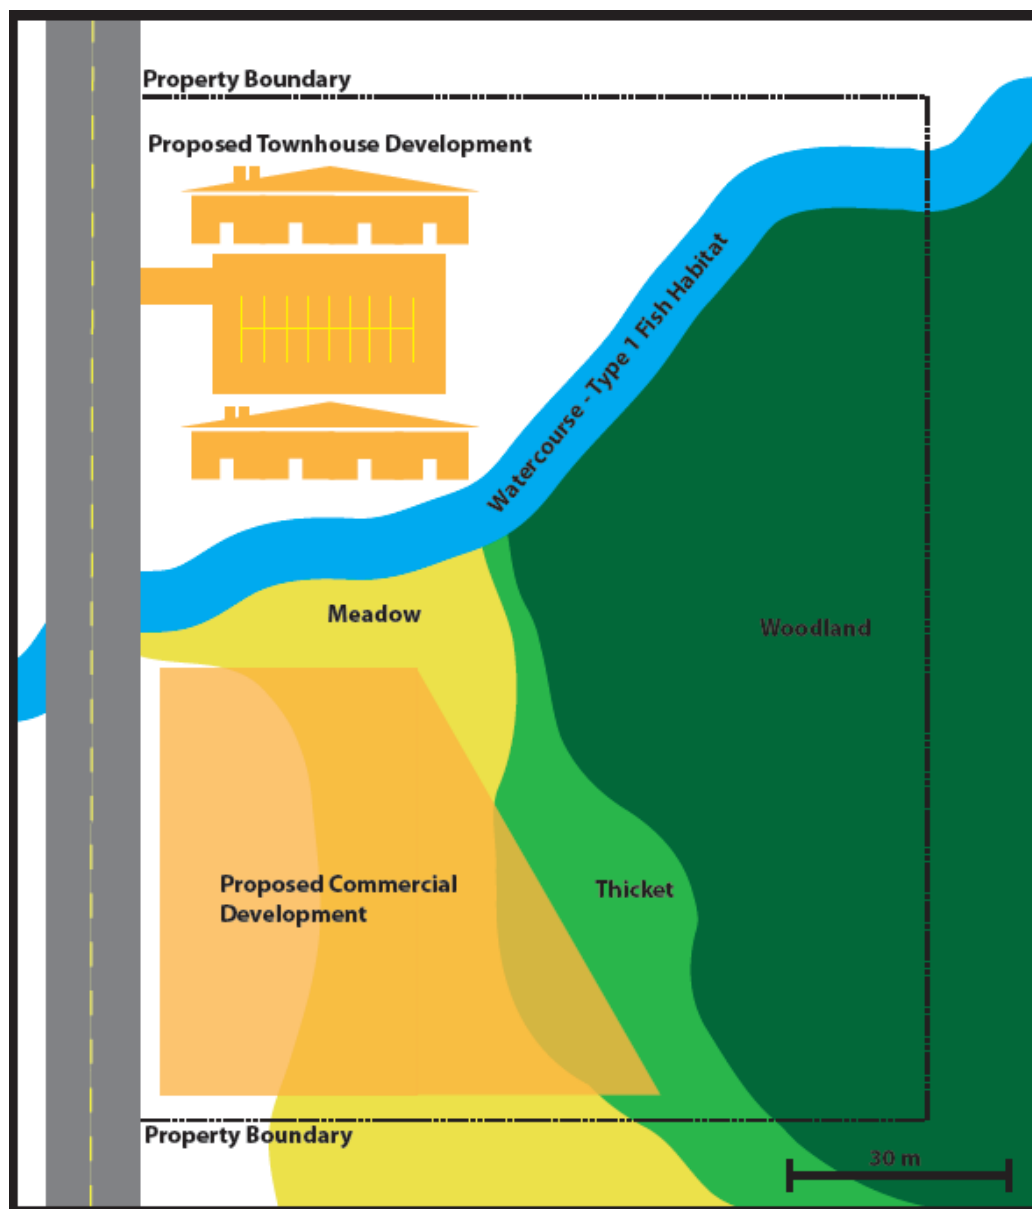 Property Boundary
Proposed Townhouse Development
Watercourse - Type 1 Fish Habitat
Meadow
Woodland
Proposed Commercial
Development
Thicket
Property Boundary
30 m